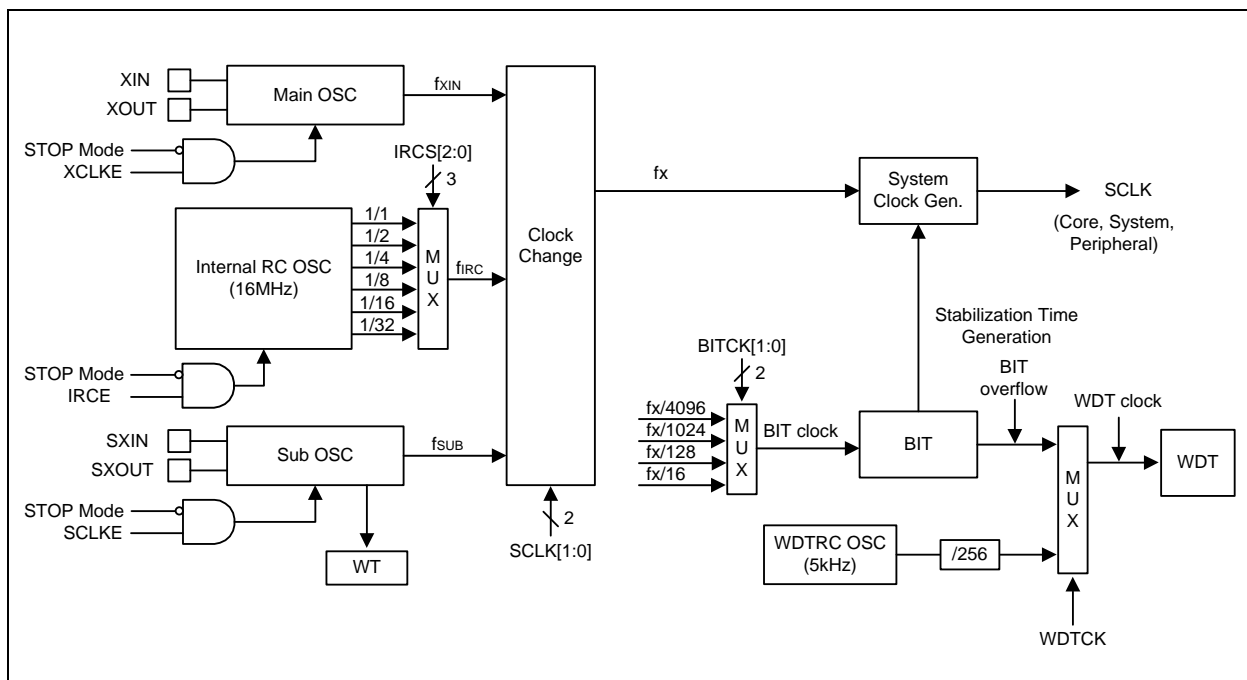 XIN
XOUT
Main OSC
fXIN
STOP Mode
XCLKE
IRCS[2:0]
3
Internal RC OSC
(16MHz)
1/1
1/2
1/4
1/8
1/16
1/32
MUX
fIRC
STOP Mode
IRCE
SXIN
SXOUT
Sub OSC
fSUB
STOP Mode
SCLKE
WT
Clock
Change
2
SCLK[1:0]
fx
System
Clock Gen.
SCLK
(Core, System,
Peripheral)
Stabilization Time
Generation
BITCK[1:0]
2
fx/4096
fx/1024
fx/128
fx/16
MUX
BIT clock
BIT
BIT
overflow
WDT clock
MUX
WDT
WDTRC OSC
(5kHz)
/256
WDTCK